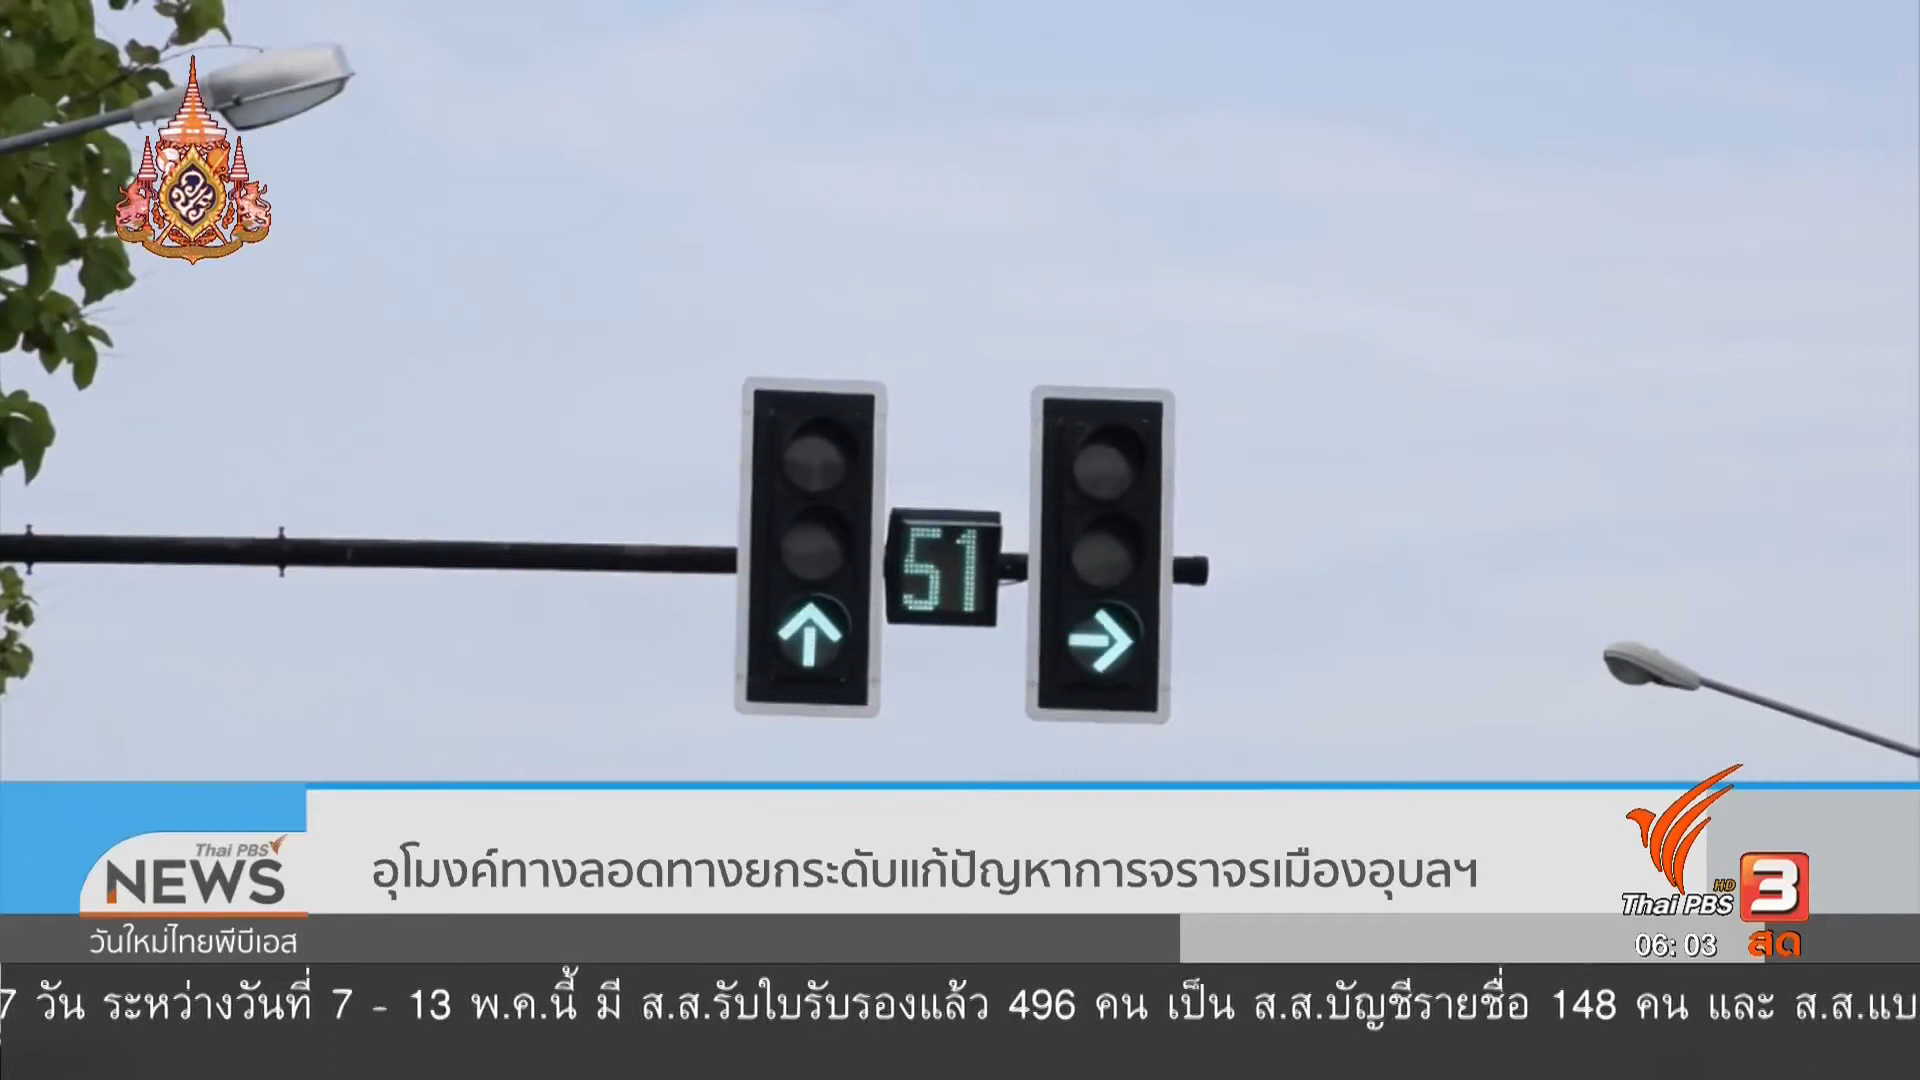 51
อุโมงค์ทางลอดทางยกระดับแก้ปัญหาการจราจรเมืองอุบลฯ
Thai PBS
NEWS
วันใหม่ไทยพีบีเอส
Thai PBS HD 3
06:03 สด
7 วัน ระหว่างวันที่ 7 - 13 พ.ค.นี้ มี ส.ส.รับใบรับรองแล้ว 496 คน เป็น ส.ส.บัญชีรายชื่อ 148 คน และ ส.ส.แบ